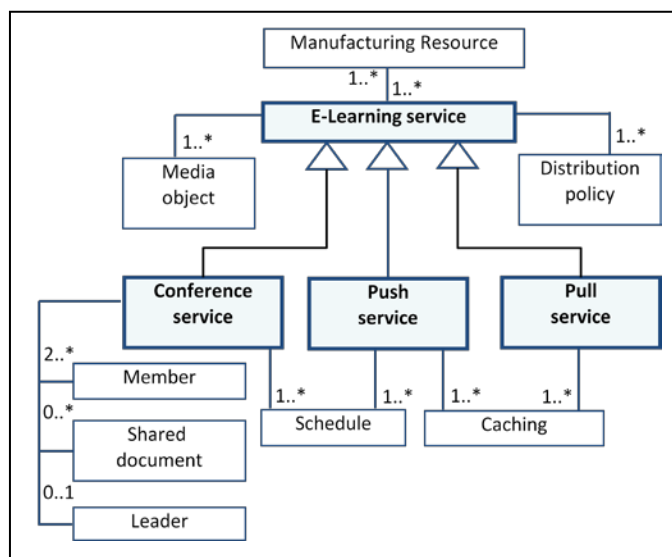 Manufacturing Resource
1..*
1..*
E-Learning service
1..*
1..*
Media
object
Distribution
policy
Conference
service
Push
service
Pull
service
2..*
Member
0..*
1..*
1..*
1..*
1..*
Schedule
Caching
Shared
document
0..1
Leader